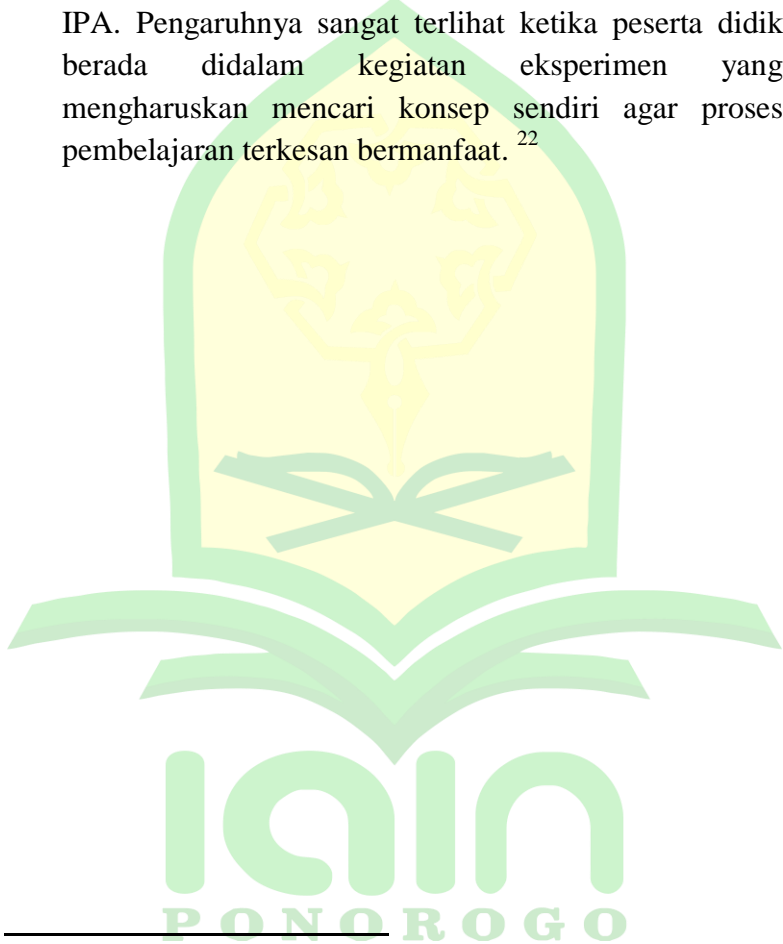 IPA. Pengaruhnya sangat terlihat ketika peserta didik
berada didalam kegiatan eksperimen yang
mengharuskan mencari konsep sendiri agar proses
pembelajaran terkesan bermanfaat. 22
iain
PONOROGO